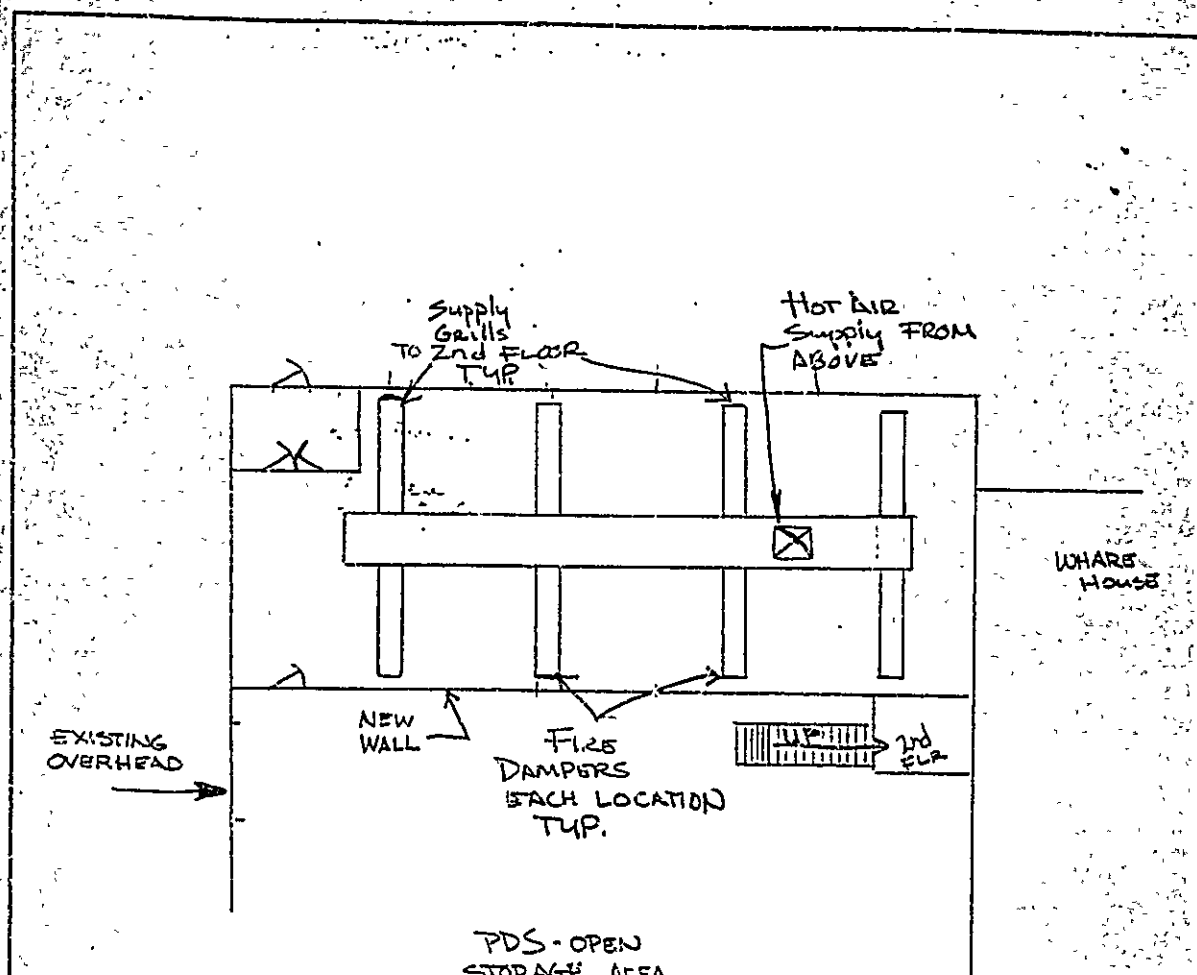 Supply
Grills
TO 2nd FLOOR
TYP.
HOT AIR
Supply FROM
ABOVE
WHARE
HOUSE
NEW
WALL
EXISTING
OVERHEAD
FIRE
DAMPERS
EACH LOCATION
TYP.
UP
2nd
FLR
PDS-OPEN
STORAGE AREA